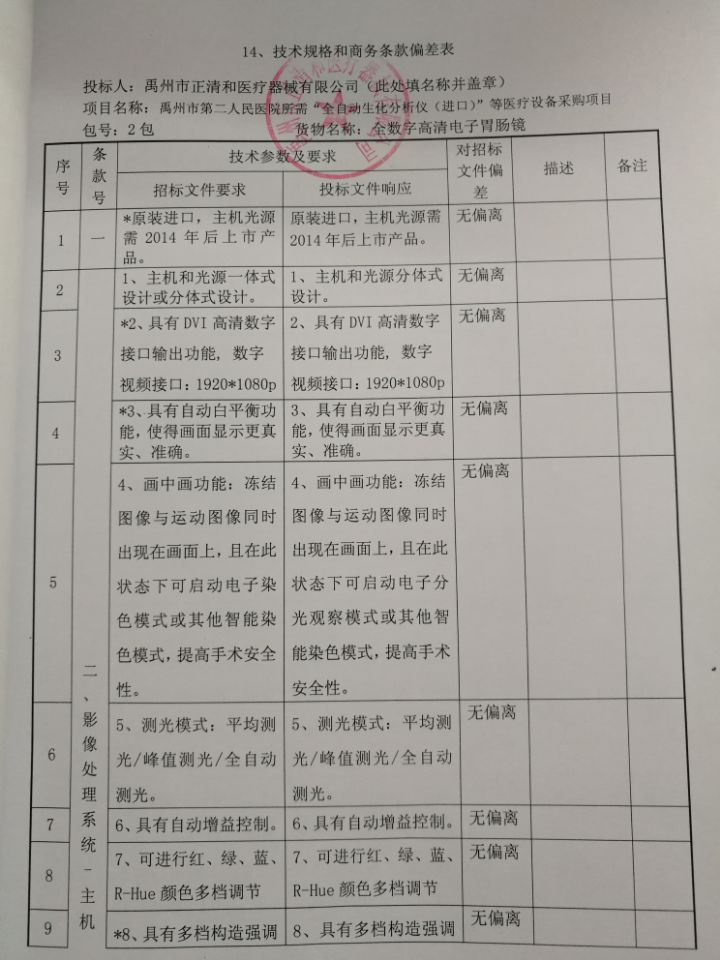 14、技术规格和商务条款偏差表
投标人：禹州市正清和医疗器械有限公司（此处填名称并盖章）
项目名称：禹州市第二人民医院所需“全自动生化分析仪（进口）”等医疗设备采购项目
包号：2包 货物名称：全数字高清电子胃肠镜
序号 条款号 技术参数及要求 对招标文件偏差 描述 备注
招标文件要求 投标文件响应
1 一 *原装进口，主机光源 原装进口，主机光源需 无偏离
需2014年后上市产 2014年后上市产品。
品。
2 1、主机和光源一体式 1、主机和光源分体式 无偏离
设计或分体式设计。 设计。
3 *2、具有DVI高清数字 2、具有DVI高清数字 无偏离
接口输出功能, 数字 接口输出功能, 数字
视频接口：1920*1080p 视频接口：1920*1080p
4 *3、具有自动白平衡功 3、具有自动白平衡功 无偏离
能，使得画面显示更真 能，使得画面显示更真
实、准确。 实、准确。
5 4、画中画功能：冻结 4、画中画功能：冻结 无偏离
图像与运动图像同时 图像与运动图像同时
出现在画面上，且在此 出现在画面上，且在此
状态下可启动电子染 状态下可启动电子分
色模式或其他智能染 光观察模式或其他智
色模式，提高手术安全 能染色模式，提高手术
性。 安全性。
二、影像处理系统-主机
6 5、测光模式：平均测 5、测光模式：平均测 无偏离
光/峰值测光/全自动 光/峰值测光/全自动
测光。 测光。
7 6、具有自动增益控制。 6、具有自动增益控制。 无偏离
8 7、可进行红、绿、蓝、 7、可进行红、绿、蓝、 无偏离
R-Hue颜色多档调节 R-Hue颜色多档调节
9 *8、具有多档构造强调 8、具有多档构造强调 无偏离